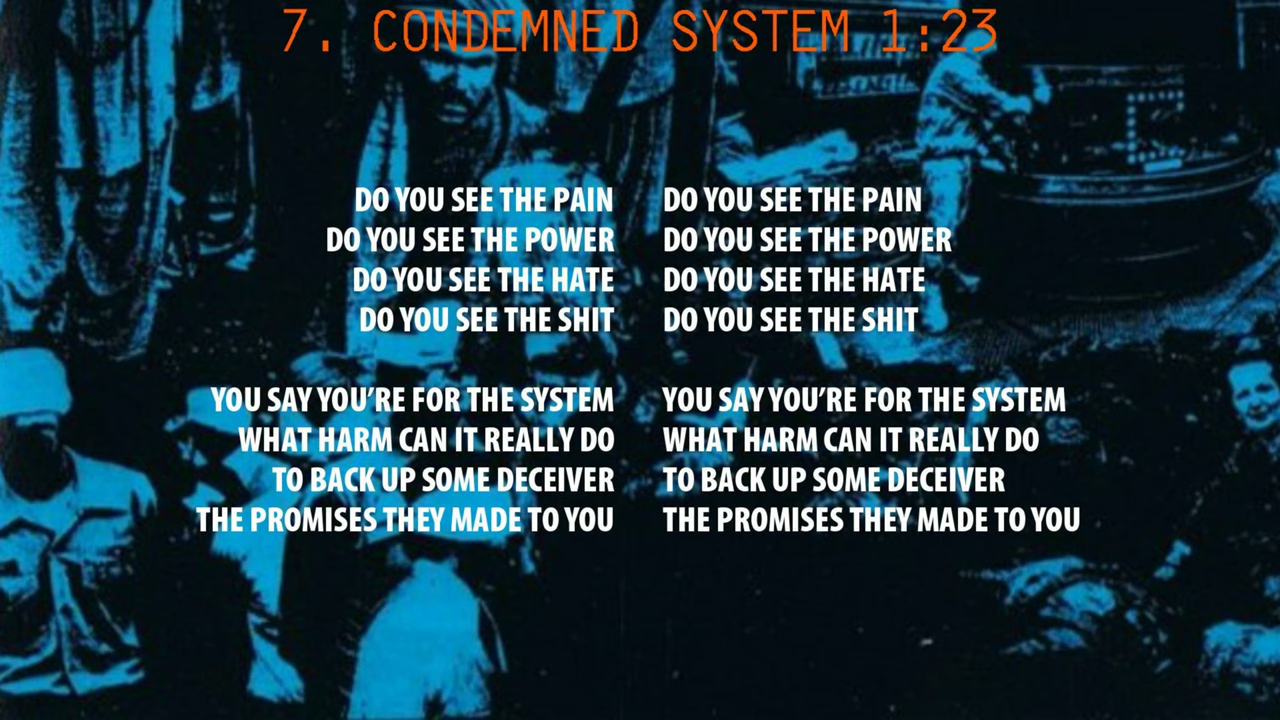 7. CONDEMNED SYSTEM 1:23
DO YOU SEE THE PAIN
DO YOU SEE THE POWER
DO YOU SEE THE HATE
DO YOU SEE THE SHIT
YOU SAY YOU'RE FOR THE SYSTEM
WHAT HARM CAN IT REALLY DO
TO BACK UP SOME DECEIVER
THE PROMISES THEY MADE TO YOU
DO YOU SEE THE PAIN
DO YOU SEE THE POWER
DO YOU SEE THE HATE
DO YOU SEE THE SHIT
YOU SAY YOU'RE FOR THE SYSTEM
WHAT HARM CAN IT REALLY DO
TO BACK UP SOME DECEIVER
THE PROMISES THEY MADE TO YOU